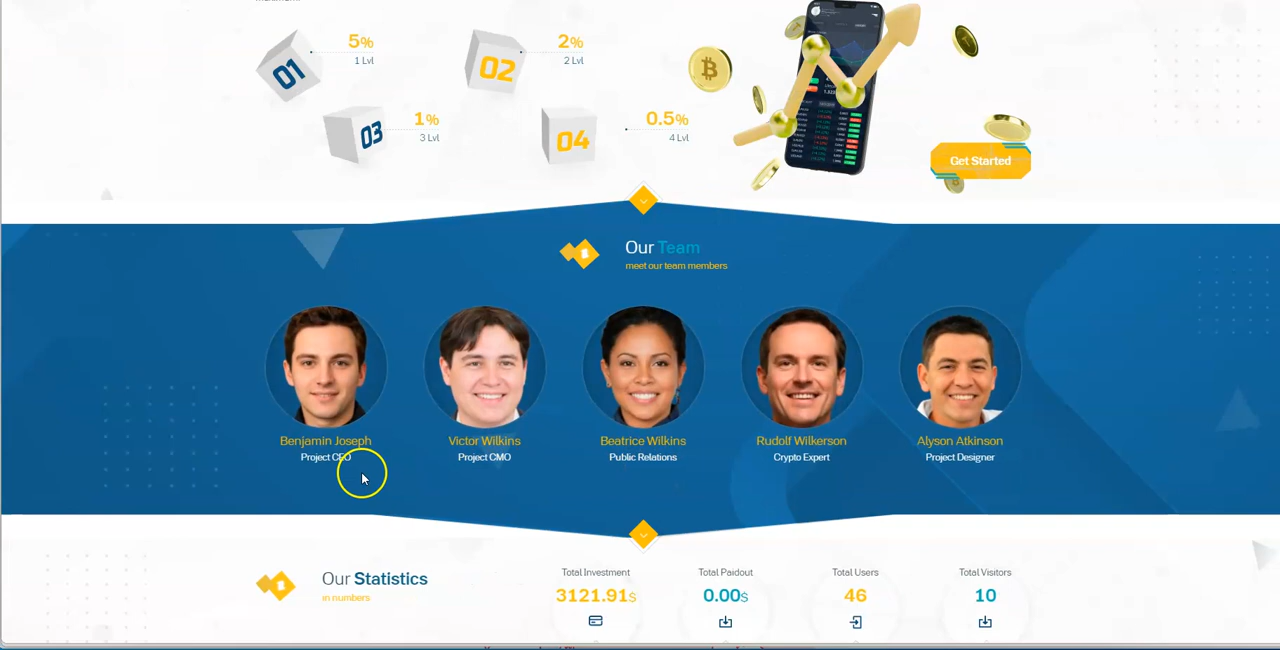 5%
1 Lvl
2%
2 Lvl
01
02
1%
3 Lvl
0.5%
4 Lvl
03
04
Get Started
Our Team
meet our team members
Benjamin Joseph
Victor Wilkins
Beatrice Wilkins
Rudolf Wilkerson
Alyson Atkinson
Project CEO
Project CMO
Public Relations
Crypto Expert
Project Designer
Our Statistics
in numbers
Total Investment
Total Paidout
Total Users
Total Visitors
3121.91$
0.00$
46
10